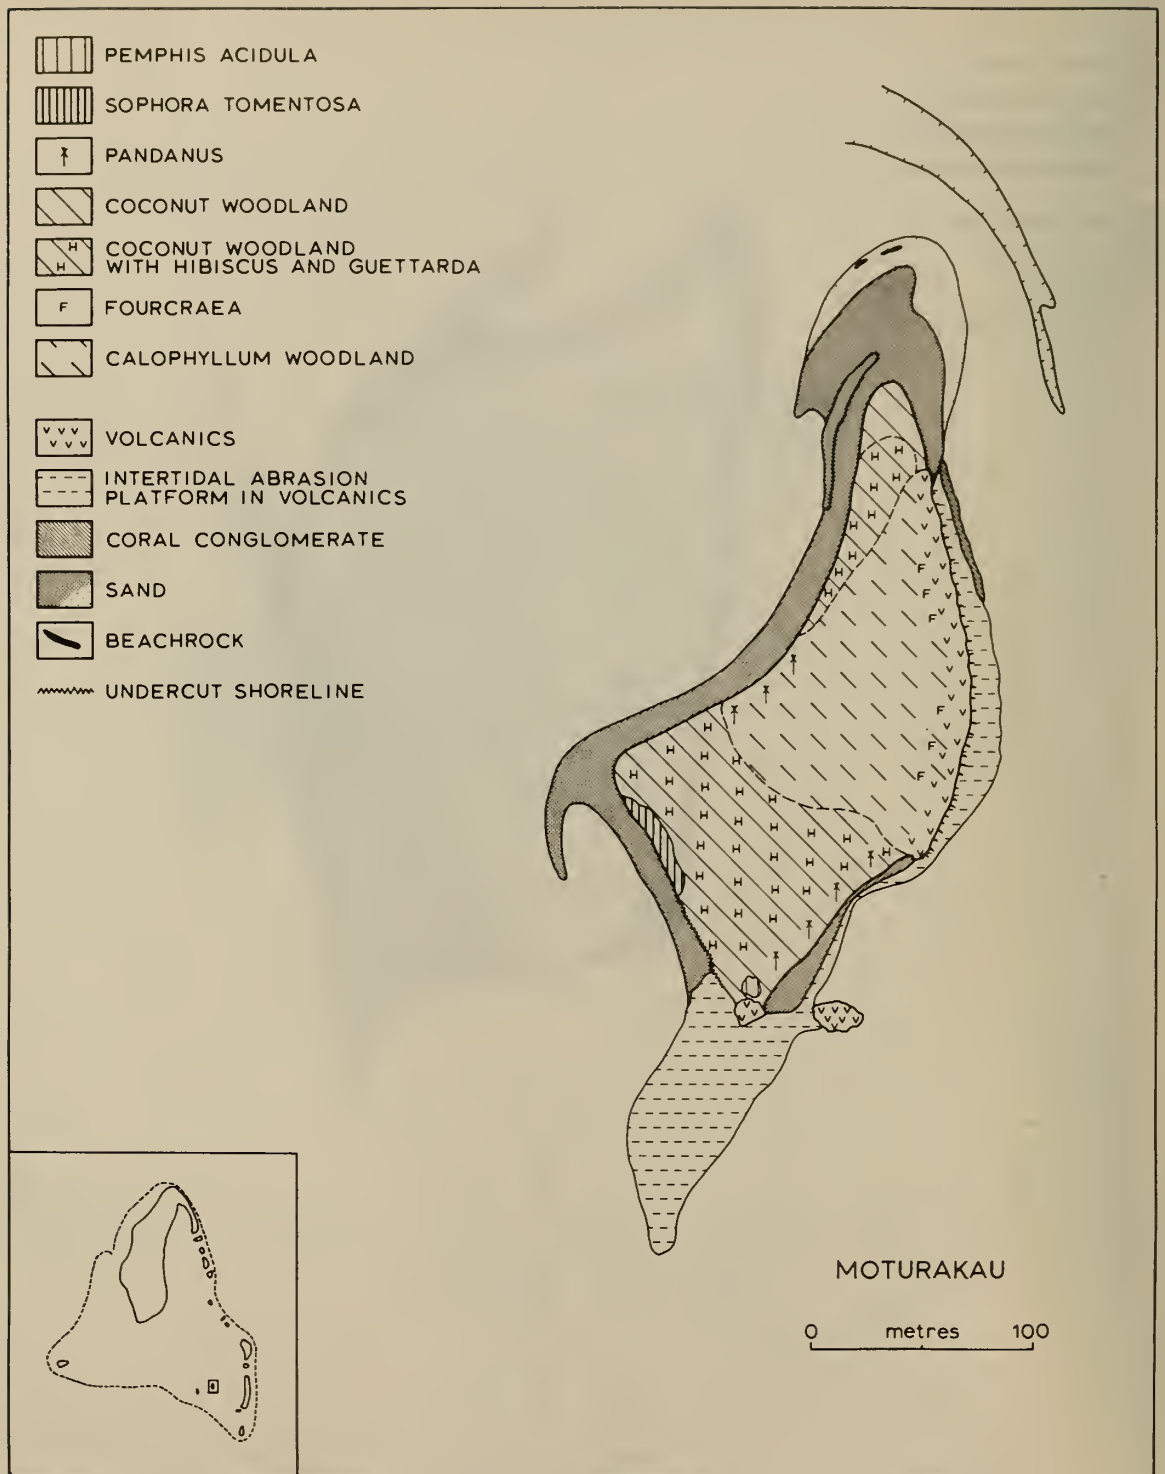 PEMPHIS ACIDULA
SOPHORA TOMENTOSA
PANDANUS
COCONUT WOODLAND
COCONUT WOODLAND
WITH HIBISCUS AND GUETTARDA
F FOURCRAEA
CALOPHYLLUM WOODLAND
VOLCANICS
INTERTIDAL ABRASION
PLATFORM IN VOLCANICS
CORAL CONGLOMERATE
SAND
BEACHROCK
UNDERCUT SHORELINE
MOTURAKAU
0 metres 100